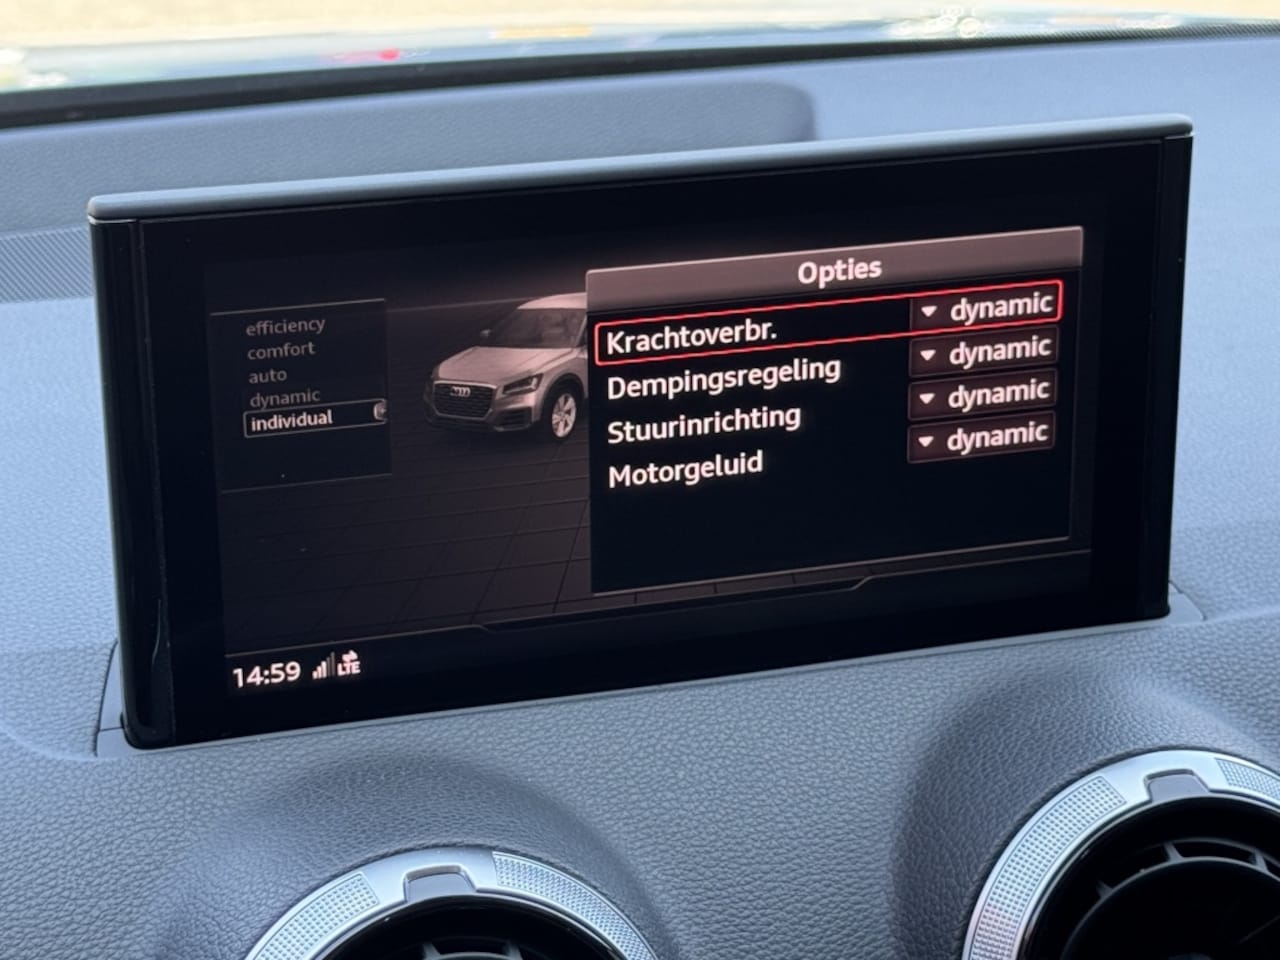 efficiency
comfort
auto
dynamic
individual
Opties
Krachtoverbr. dynamic
Dempingsregeling dynamic
Stuurinrichting dynamic
Motorgeluid dynamic
14:59 LTE